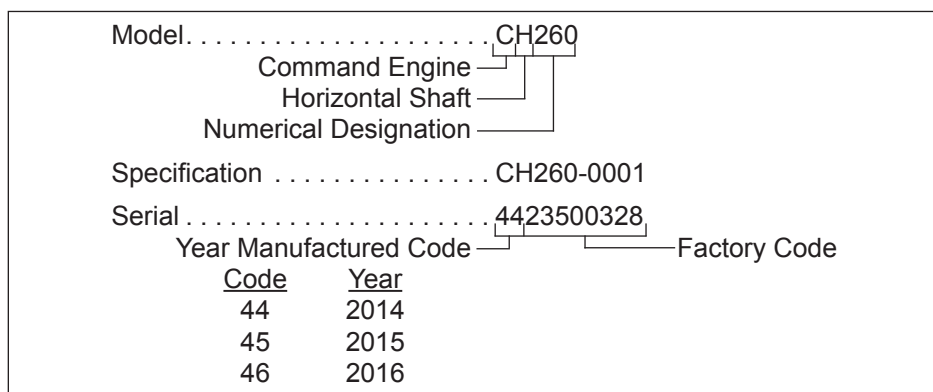 Model. . . . . . . . . . . . . . . . . . . . . CH260
Command Engine
Horizontal Shaft
Numerical Designation
Specification . . . . . . . . . . . . . . . CH260-0001
Serial . . . . . . . . . . . . . . . . . . . . . 4423500328
Year Manufactured Code Factory Code
Code Year
44 2014
45 2015
46 2016